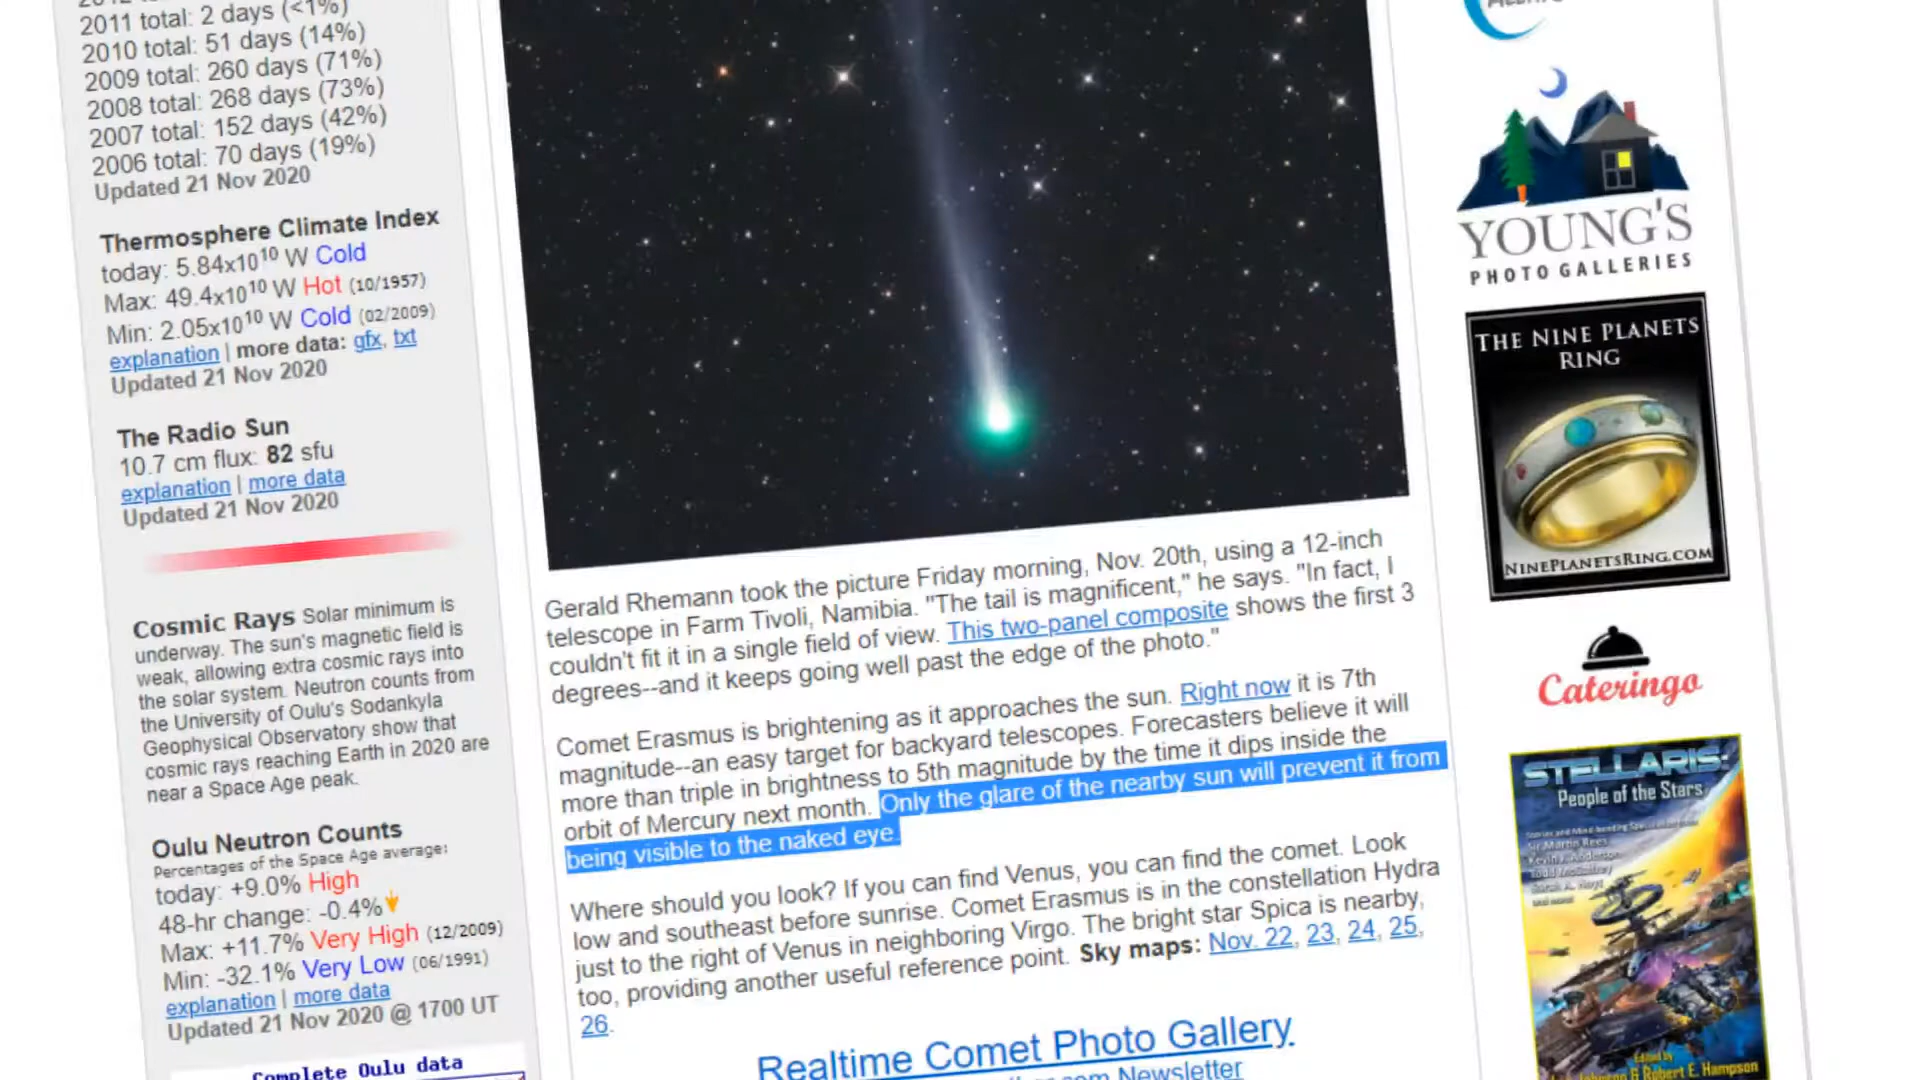 2011 total: 2 days (<1%)
2010 total: 51 days (14%)
2009 total: 260 days (71%)
2008 total: 268 days (73%)
2007 total: 152 days (42%)
2006 total: 70 days (19%)
Updated 21 Nov 2020
Thermosphere Climate Index
today: 5.84x10¹⁰ W Cold
Max: 49.4x10¹⁰ W Hot (10/1957)
Min: 2.05x10¹⁰ W Cold (02/2009)
explanation | more data: gfx, txt
Updated 21 Nov 2020
The Radio Sun
10.7 cm flux: 82 sfu
explanation | more data
Updated 21 Nov 2020
Cosmic Rays Solar minimum is
underway. The sun's magnetic field is
weak, allowing extra cosmic rays into
the solar system. Neutron counts from
the University of Oulu's Sodankyla
Geophysical Observatory show that
cosmic rays reaching Earth in 2020 are
near a Space Age peak.
Oulu Neutron Counts
Percentages of the Space Age average:
today: +9.0% High
48-hr change: -0.4%
Max: +11.7% Very High (12/2009)
Min: -32.1% Very Low (06/1991)
explanation | more data
Updated 21 Nov 2020 @ 1700 UT
Complete Oulu data
Gerald Rhemann took the picture Friday morning, Nov. 20th, using a 12-inch
telescope in Farm Tivoli, Namibia. "The tail is magnificent," he says. "In fact, I
couldn't fit it in a single field of view. This two-panel composite shows the first 3
degrees--and it keeps going well past the edge of the photo."
Comet Erasmus is brightening as it approaches the sun. Right now it is 7th
magnitude--an easy target for backyard telescopes. Forecasters believe it will
more than triple in brightness to 5th magnitude by the time it dips inside the
orbit of Mercury next month. Only the glare of the nearby sun will prevent it from
being visible to the naked eye.
Where should you look? If you can find Venus, you can find the comet. Look
low and southeast before sunrise. Comet Erasmus is in the constellation Hydra
just to the right of Venus in neighboring Virgo. The bright star Spica is nearby,
too, providing another useful reference point. Sky maps: Nov. 22, 23, 24, 25,
26.
Realtime Comet Photo Gallery
Newsletter
YOUNG'S
PHOTO GALLERIES
THE NINE PLANETS
RING
NINEPLANETSRING.COM
Cateringo
STELLARIS:
People of the Stars
Sir Martin Rees
Kevin J. Anderson
Todd McCaffrey
Sarah A. Hoyt
and more
Edited by
Johnson & Robert E. Hampson